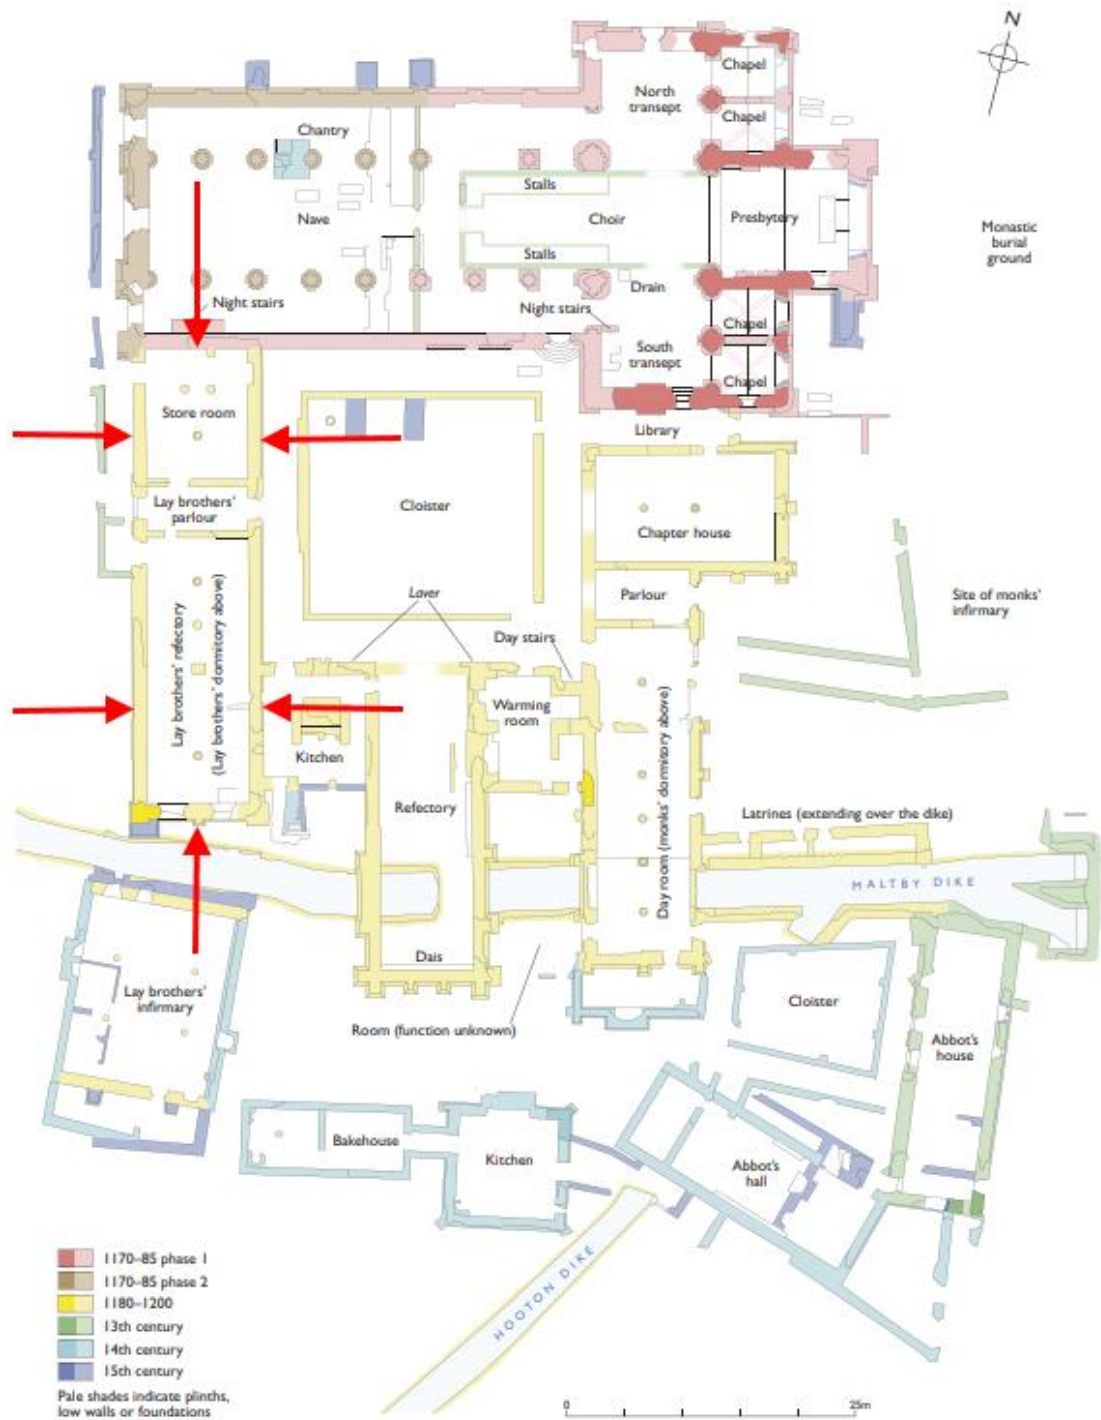 N
Chapel
North
transept
Chapel
Chantry
Stalls
Nave
Choir
Presbytery
Monastic
burial
ground
Stalls
Drain
Night stairs
Night stairs
Chapel
South
transept
Chapel
Store room
Library
Lay brothers'
parlour
Cloister
Chapter house
Laver
Parlour
Site of monks'
infirmary
Day stairs
Lay brothers' refectory
(Lay brothers' dormitory above)
Warming
room
Kitchen
Day room (monks' dormitory above)
Refectory
Latrines (extending over the dike)
MALTBY DIKE
Dais
Lay brothers'
infirmary
Cloister
Room (function unknown)
Abbot's
house
Bakehouse
Kitchen
Abbot's
hall
HOOTON DIKE
1170–85 phase 1
1170–85 phase 2
1180–1200
13th century
14th century
15th century
Pale shades indicate plinths,
low walls or foundations
0 25m